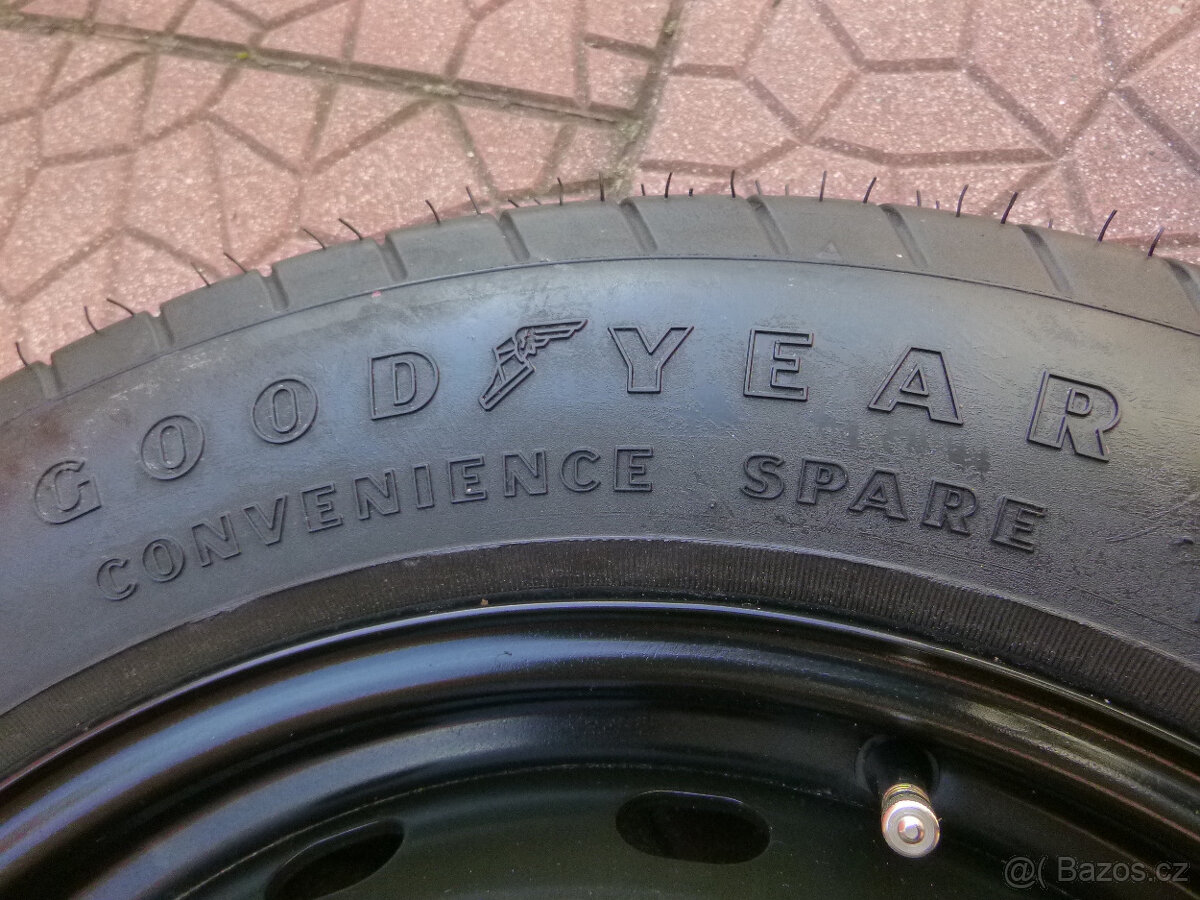 GOODYEAR
CONVENIENCE SPARE
@( Bazos.cz